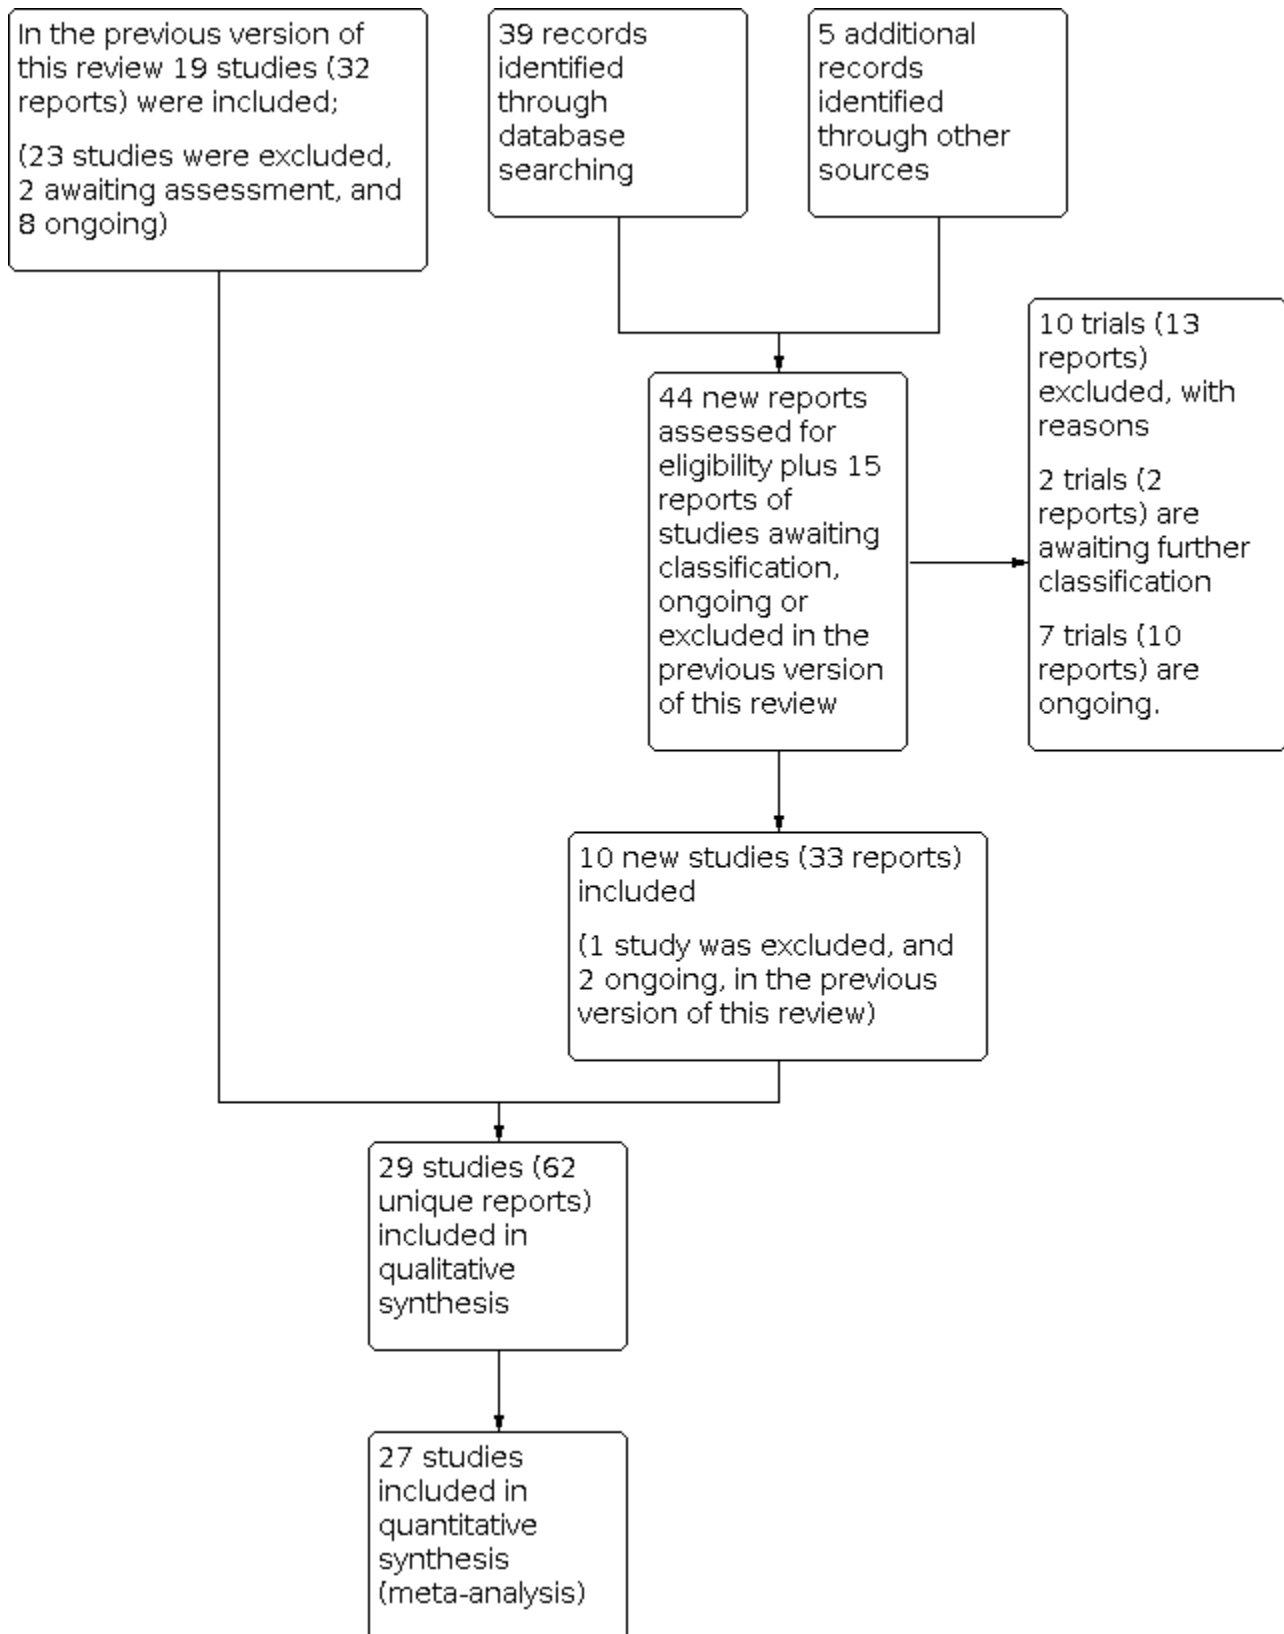 In the previous version of
this review 19 studies (32
reports) were included;
(23 studies were excluded,
2 awaiting assessment, and
8 ongoing)
39 records
identified
through
database
searching
5 additional
records
identified
through other
sources
44 new reports
assessed for
eligibility plus 15
reports of
studies awaiting
classification,
ongoing or
excluded in the
previous version
of this review
10 trials (13
reports)
excluded, with
reasons
2 trials (2
reports) are
awaiting further
classification
7 trials (10
reports) are
ongoing.
10 new studies (33 reports)
included
(1 study was excluded, and
2 ongoing, in the previous
version of this review)
29 studies (62
unique reports)
included in
qualitative
synthesis
27 studies
included in
quantitative
synthesis
(meta-analysis)